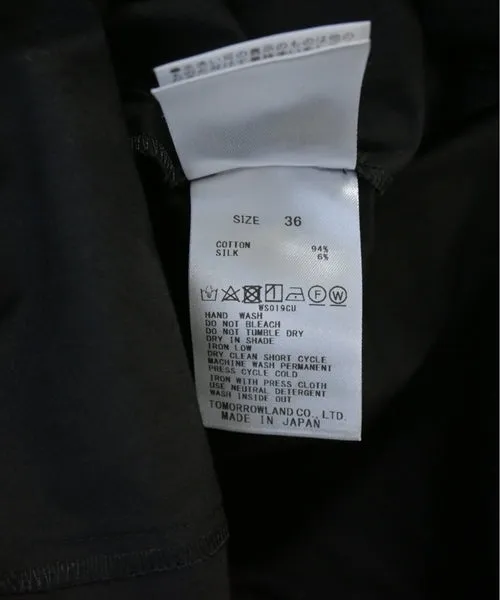 SIZE 36
COTTON 94%
SILK 6%
F W
WS019CU
HAND WASH
DO NOT BLEACH
DO NOT TUMBLE DRY
DRY IN SHADE
IRON LOW
DRY CLEAN SHORT CYCLE
MACHINE WASH PERMANENT
PRESS CYCLE COLD
IRON WITH PRESS CLOTH
USE NEUTRAL DETERGENT
WASH INSIDE OUT
TOMORROWLAND CO., LTD.
MADE IN JAPAN